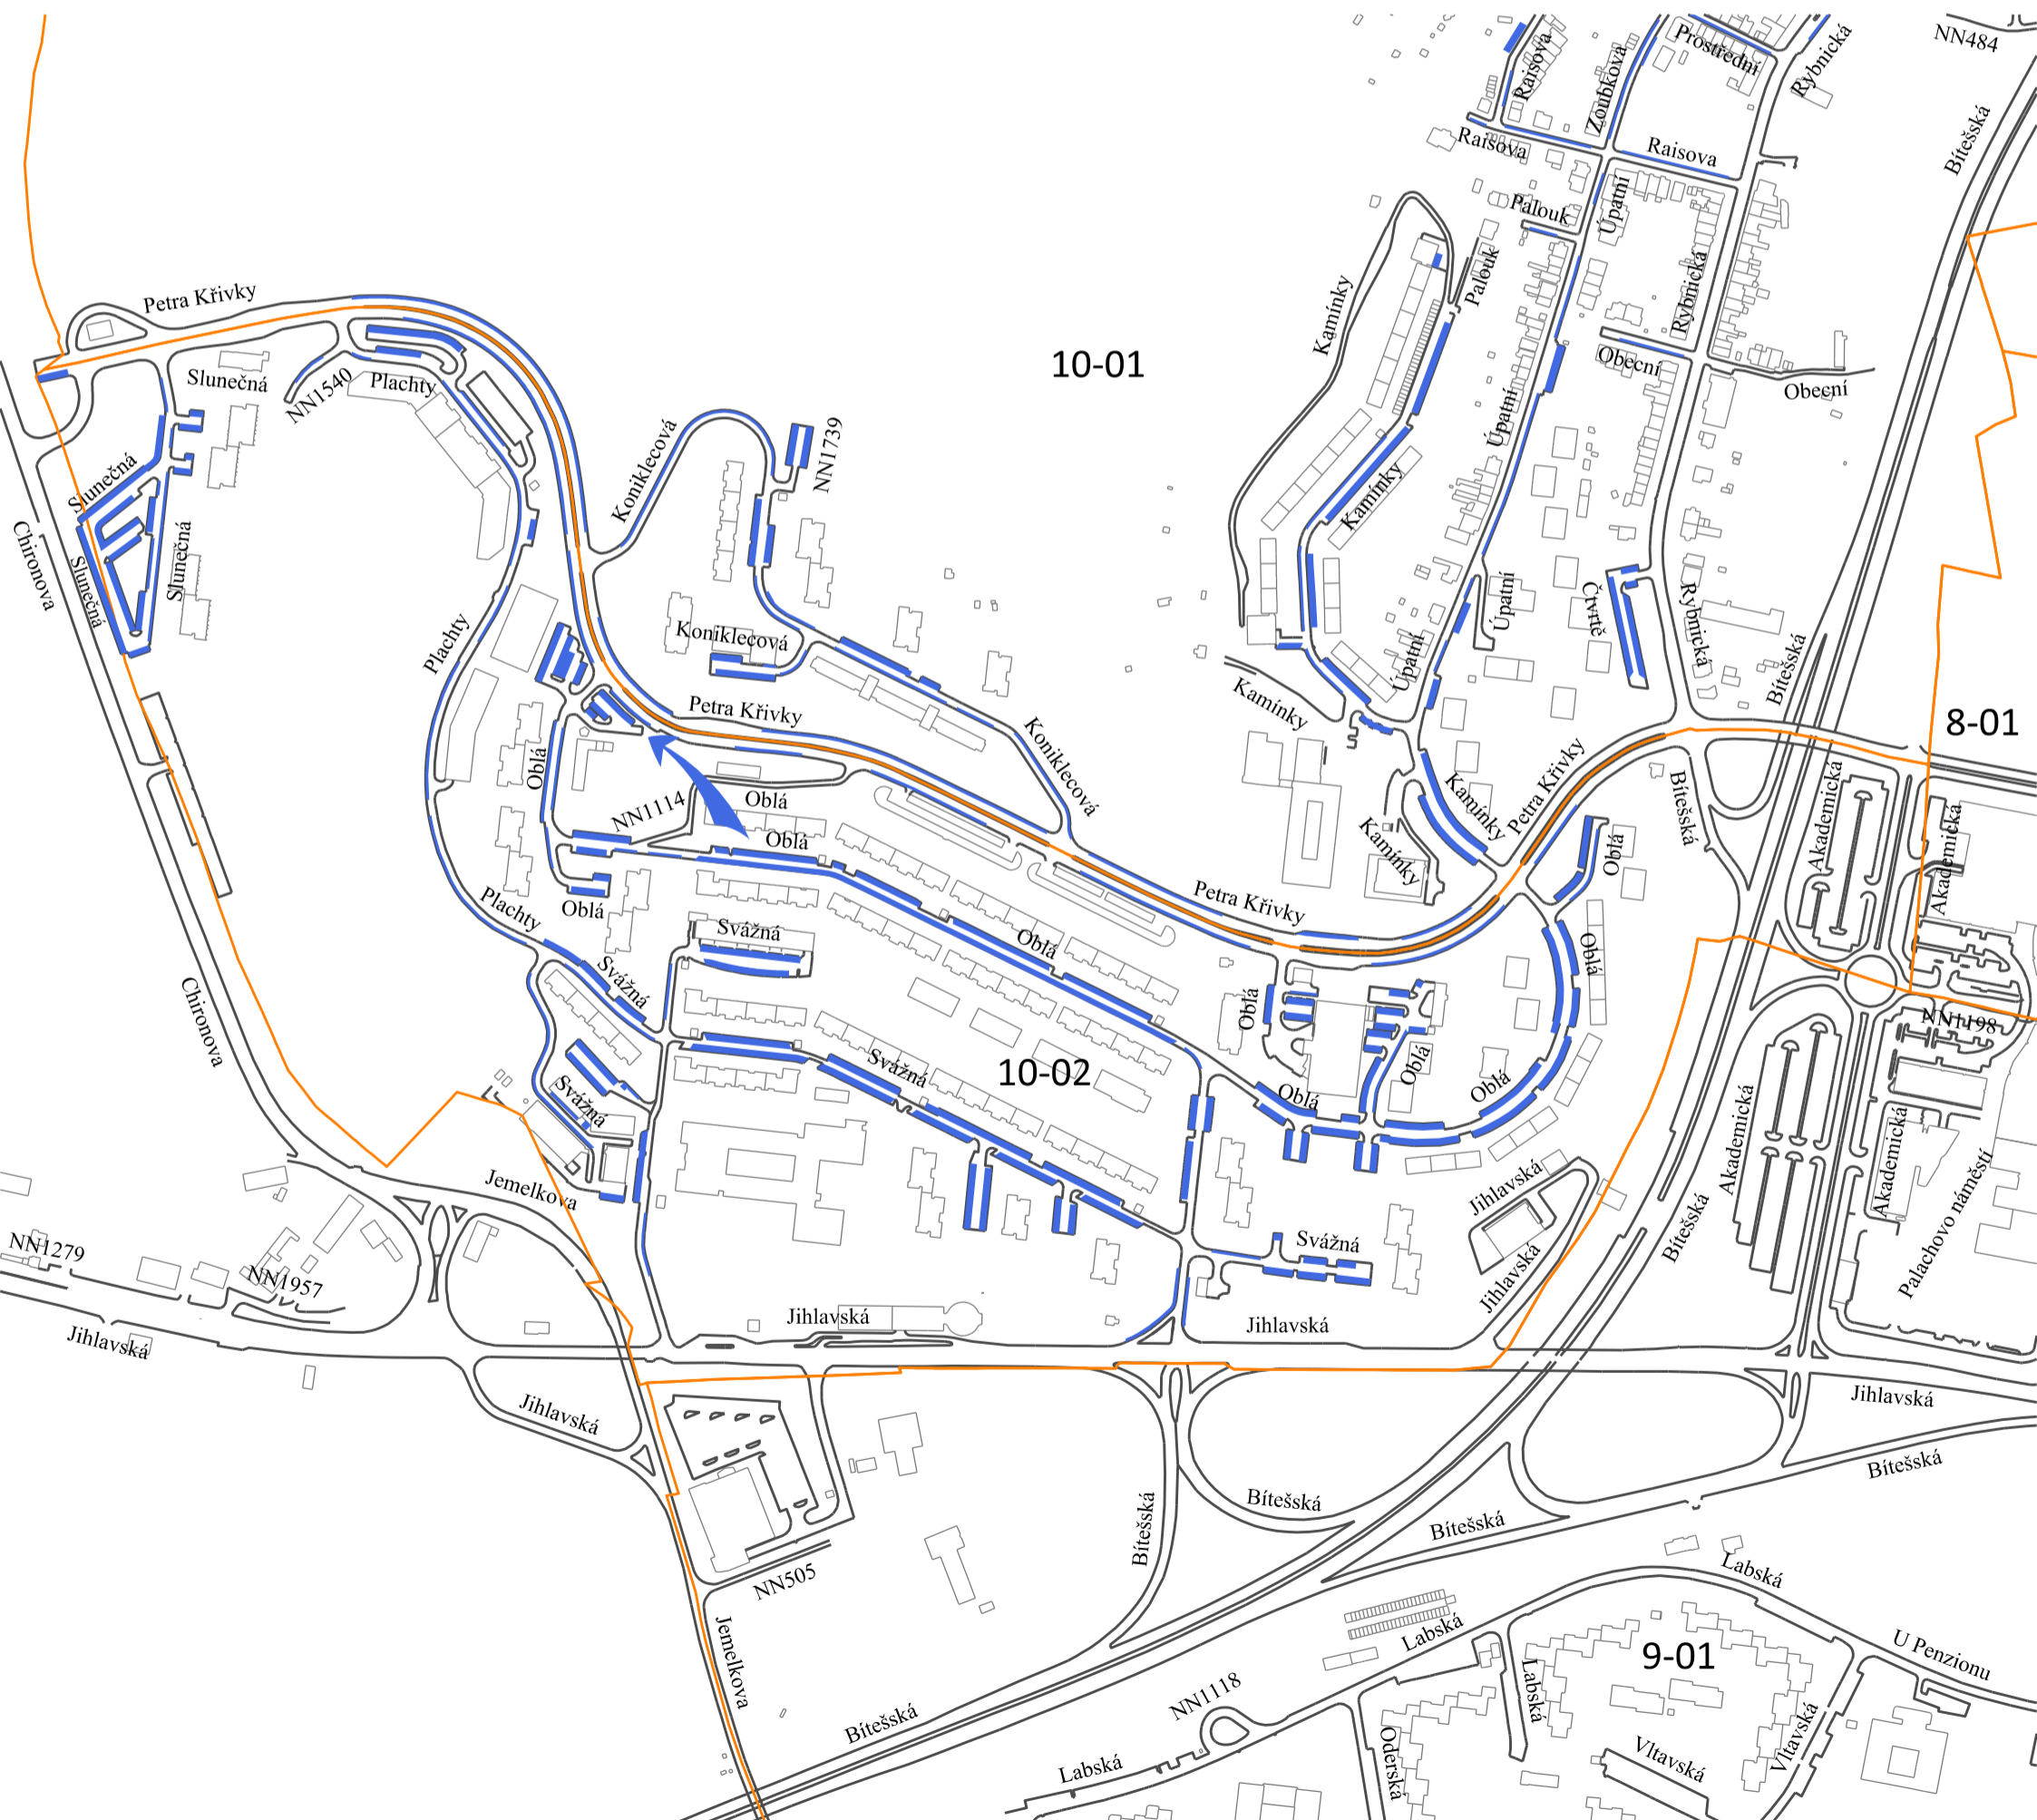 NN484
Prostřední
Rybnická
Raisova
Zoubkova
Bítešská
Raisova
Raisova
Úpatní
Palouk
Palouk
Rybnická
Kamínky
Petra Křivky
10-01
Slunečná
NN1540
Plachty
Obecní
Obecní
Úpatní
Koniklecová
NN1739
Slunečná
Kamínky
Chironova
Slunečná
Slunečná
Čtvrtě
Úpatní
Rybnická
Plachty
Koniklecová
Úpatní
Bítešská
Kamínky
Petra Křivky
8-01
Koniklecová
Oblá
NN1114
Oblá
Oblá
Kamínky
Petra Křivky
Bítešská
Akademická
Akademická
Kamínky
Oblá
Petra Křivky
Plachty
Oblá
Svážná
Oblá
Oblá
Svážná
Chironova
Oblá
NN1198
Svážná
10-02
Oblá
Oblá
Oblá
Svážná
Akademická
Akademická
Jemelkova
Jihlavská
Palachovo náměstí
Bítešská
NN1279
NN1957
Svážná
Jihlavská
Jihlavská
Jihlavská
Jihlavská
Jihlavská
Jihlavská
Bítešská
Bítešská
Bítešská
Bítešská
NN505
Labská
Labská
Jemelkova
9-01
U Penzionu
NN1118
Labská
Bítešská
Vltavská
Vltavská
Labská
Oderska